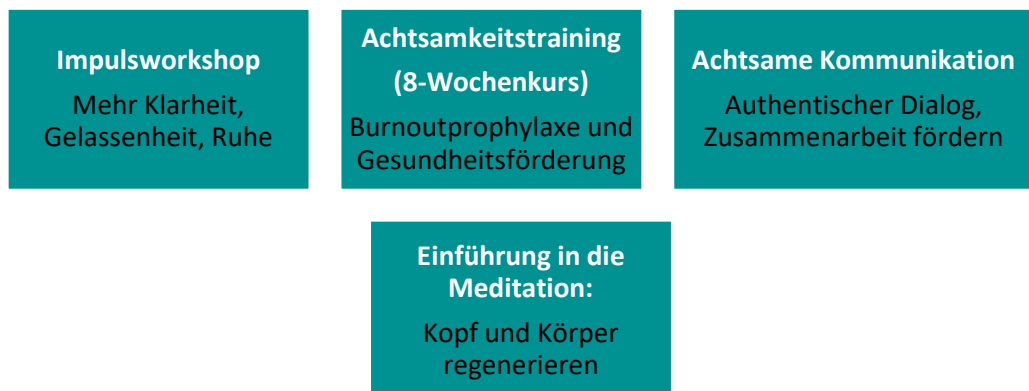 Impulsworkshop
Mehr Klarheit,
Gelassenheit, Ruhe
Achtsamkeitstraining
(8-Wochenkurs)
Burnoutprophylaxe und
Gesundheitsförderung
Achtsame Kommunikation
Authentischer Dialog,
Zusammenarbeit fördern
Einführung in die
Meditation:
Kopf und Körper
regenerieren